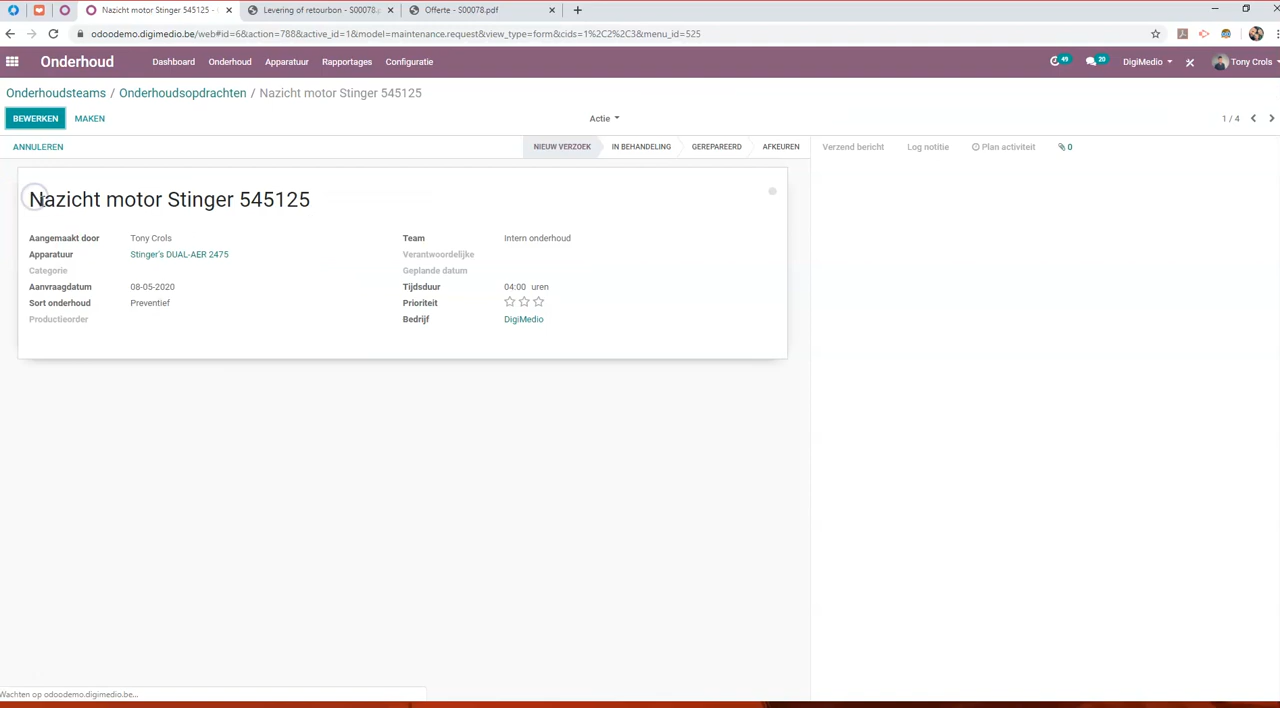 Nazicht motor Stinger 545125 -
Levering of retourbon - S00078.p
Offerte - S00078.pdf
odoodemo.digimedio.be/web#id=6&action=788&active_id=1&model=maintenance.request&view_type=form&cids=1%2C2%2C3&menu_id=525
Onderhoud Dashboard Onderhoud Apparatuur Rapportages Configuratie 49 20 DigiMedio Tony Crols
Onderhoudsteams / Onderhoudsopdrachten / Nazicht motor Stinger 545125
BEWERKEN MAKEN Actie 1 / 4
ANNULEREN NIEUW VERZOEK IN BEHANDELING GEREPAREERD AFKEUREN Verzend bericht Log notitie Plan activiteit 0
Nazicht motor Stinger 545125
Aangemaakt door Tony Crols
Apparatuur Stinger's DUAL-AER 2475
Categorie
Aanvraagdatum 08-05-2020
Sort onderhoud Preventief
Productieorder
Team Intern onderhoud
Verantwoordelijke
Geplande datum
Tijdsduur 04:00 uren
Prioriteit
Bedrijf DigiMedio
Wachten op odoodemo.digimedio.be...